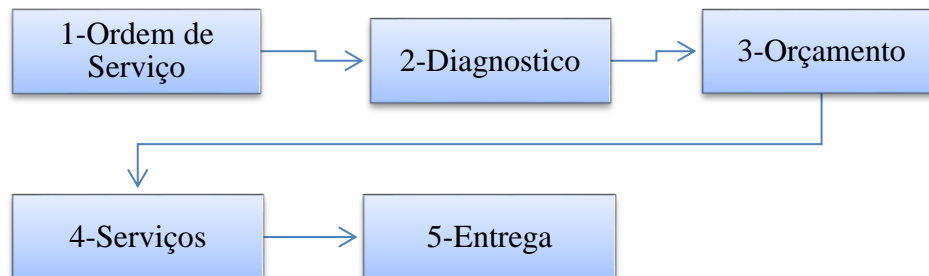 1-Ordem de
Serviço
2-Diagnostico
3-Orçamento
4-Serviços
5-Entrega